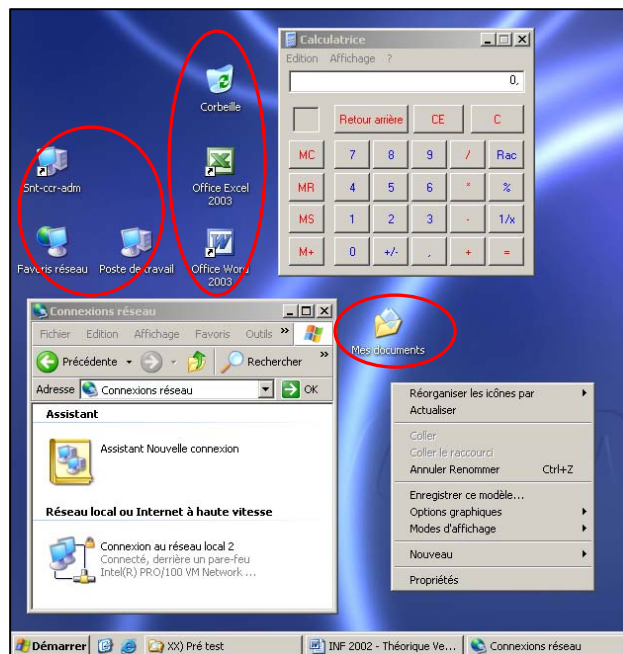 Corbeille
Snt-ccr-adm
Office Excel
2003
Favoris réseau
Poste de travail
Office Word
2003
Calculatrice
Edition Affichage ?
0,
Retour arrière CE C
MC 7 8 9 / Rac
MR 4 5 6 * %
MS 1 2 3 - 1/x
M+ 0 +/- , + =
Connexions réseau
Fichier Edition Affichage Favoris Outils »
Précédente Rechercher »
Adresse Connexions réseau OK
Assistant
Assistant Nouvelle connexion
Réseau local ou Internet à haute vitesse
Connexion au réseau local 2
Connecté, derrière un pare-feu
Intel(R) PRO/100 VM Network ...
Mes documents
Réorganiser les icônes par
Actualiser
Coller
Coller le raccourci
Annuler Renommer Ctrl+Z
Enregistrer ce modèle...
Options graphiques
Modes d'affichage
Nouveau
Propriétés
Démarrer XX) Pré test INF 2002 - Théorique Ve... Connexions réseau